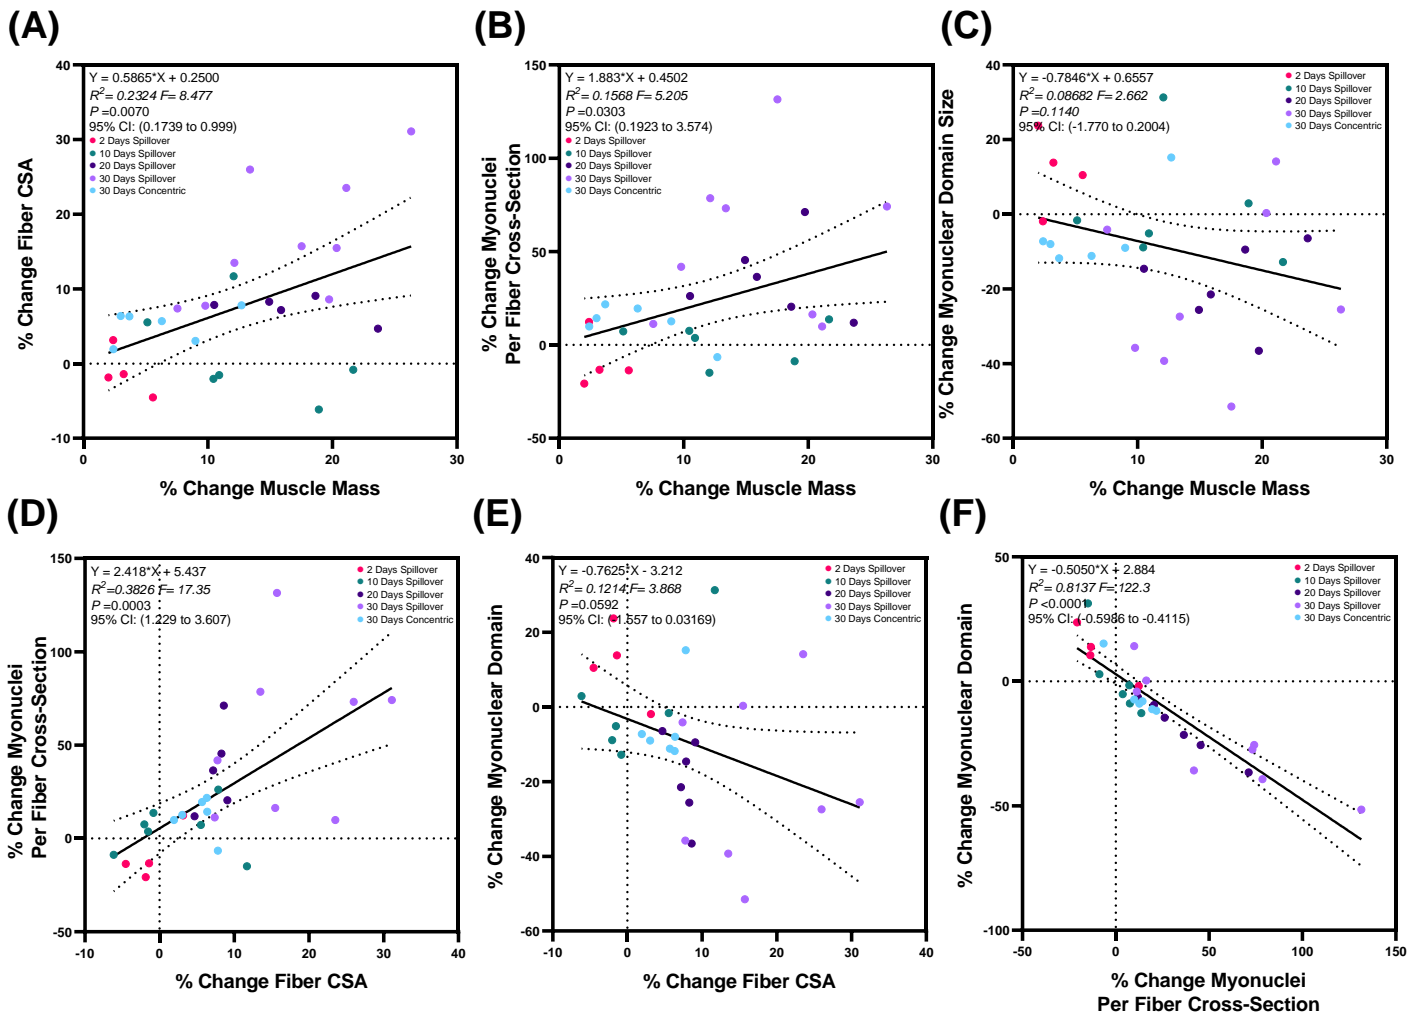 (A)
% Change Fiber CSA
40
30
20
10
0
-10
Y = 0.5865*X + 0.2500
R2=0.2324 F= 8.477
P =0.0070
95% CI: (0.1739 to 0.999)
2 Days Spillover
10 Days Spillover
20 Days Spillover
30 Days Spillover
30 Days Concentric
0 10 20 30
% Change Muscle Mass
(B)
% Change Myonuclei
Per Fiber Cross-Section
150
100
50
0
-50
Y = 1.883*X + 0.4502
R2=0.1568 F= 5.205
P =0.0303
95% CI: (0.1923 to 3.574)
2 Days Spillover
10 Days Spillover
20 Days Spillover
30 Days Spillover
30 Days Concentric
0 10 20 30
% Change Muscle Mass
(C)
% Change Myonuclear Domain Size
40
20
0
-20
-40
-60
Y = -0.7846*X + 0.6557
R2= 0.08682 F= 2.662
P =0.1140
95% CI: (-1.770 to 0.2004)
2 Days Spillover
10 Days Spillover
20 Days Spillover
30 Days Spillover
30 Days Concentric
0 10 20 30
% Change Muscle Mass
(D)
% Change Myonuclei
Per Fiber Cross-Section
150
100
50
0
-50
Y = 2.418*X + 5.437
R2=0.3826 F= 17.35
P =0.0003
95% CI: (1.229 to 3.607)
2 Days Spillover
10 Days Spillover
20 Days Spillover
30 Days Spillover
30 Days Concentric
-10 0 10 20 30 40
% Change Fiber CSA
(E)
% Change Myonuclear Domain
40
20
0
-20
-40
-60
Y = -0.7625*X - 3.212
R2= 0.1214 F= 3.868
P =0.0592
95% CI: (-1.557 to 0.03169)
2 Days Spillover
10 Days Spillover
20 Days Spillover
30 Days Spillover
30 Days Concentric
-10 0 10 20 30 40
% Change Fiber CSA
(F)
% Change Myonuclear Domain
50
0
-50
-100
Y = -0.5050*X + 2.884
R2= 0.8137 F= 122.3
P <0.0001
95% CI: (-0.5986 to -0.4115)
2 Days Spillover
10 Days Spillover
20 Days Spillover
30 Days Spillover
30 Days Concentric
-50 0 50 100 150
% Change Myonuclei
Per Fiber Cross-Section